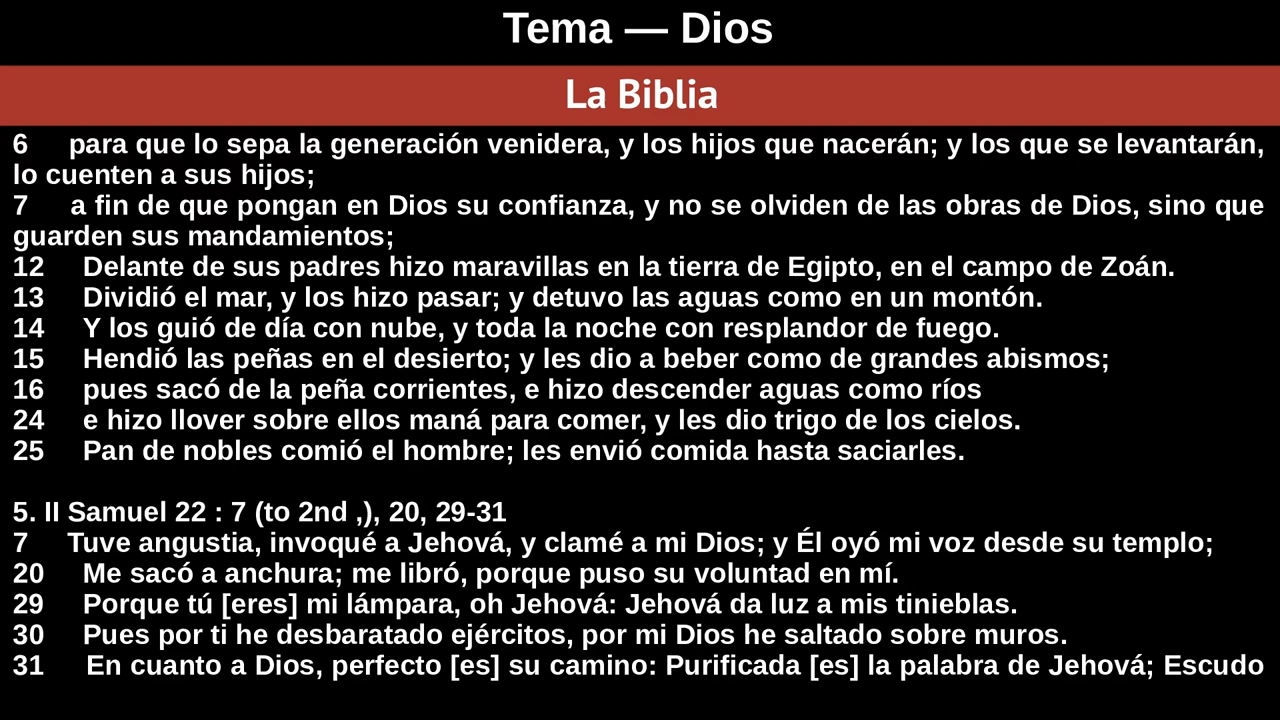 Tema — Dios
La Biblia
6 para que lo sepa la generación venidera, y los hijos que nacerán; y los que se levantarán,
lo cuenten a sus hijos;
7 a fin de que pongan en Dios su confianza, y no se olviden de las obras de Dios, sino que
guarden sus mandamientos;
12 Delante de sus padres hizo maravillas en la tierra de Egipto, en el campo de Zoán.
13 Dividió el mar, y los hizo pasar; y detuvo las aguas como en un montón.
14 Y los guió de día con nube, y toda la noche con resplandor de fuego.
15 Hendió las peñas en el desierto; y les dio a beber como de grandes abismos;
16 pues sacó de la peña corrientes, e hizo descender aguas como ríos
24 e hizo llover sobre ellos maná para comer, y les dio trigo de los cielos.
25 Pan de nobles comió el hombre; les envió comida hasta saciarles.
5. II Samuel 22 : 7 (to 2nd ,), 20, 29-31
7 Tuve angustia, invoqué a Jehová, y clamé a mi Dios; y Él oyó mi voz desde su templo;
20 Me sacó a anchura; me libró, porque puso su voluntad en mí.
29 Porque tú [eres] mi lámpara, oh Jehová: Jehová da luz a mis tinieblas.
30 Pues por ti he desbaratado ejércitos, por mi Dios he saltado sobre muros.
31 En cuanto a Dios, perfecto [es] su camino: Purificada [es] la palabra de Jehová; Escudo